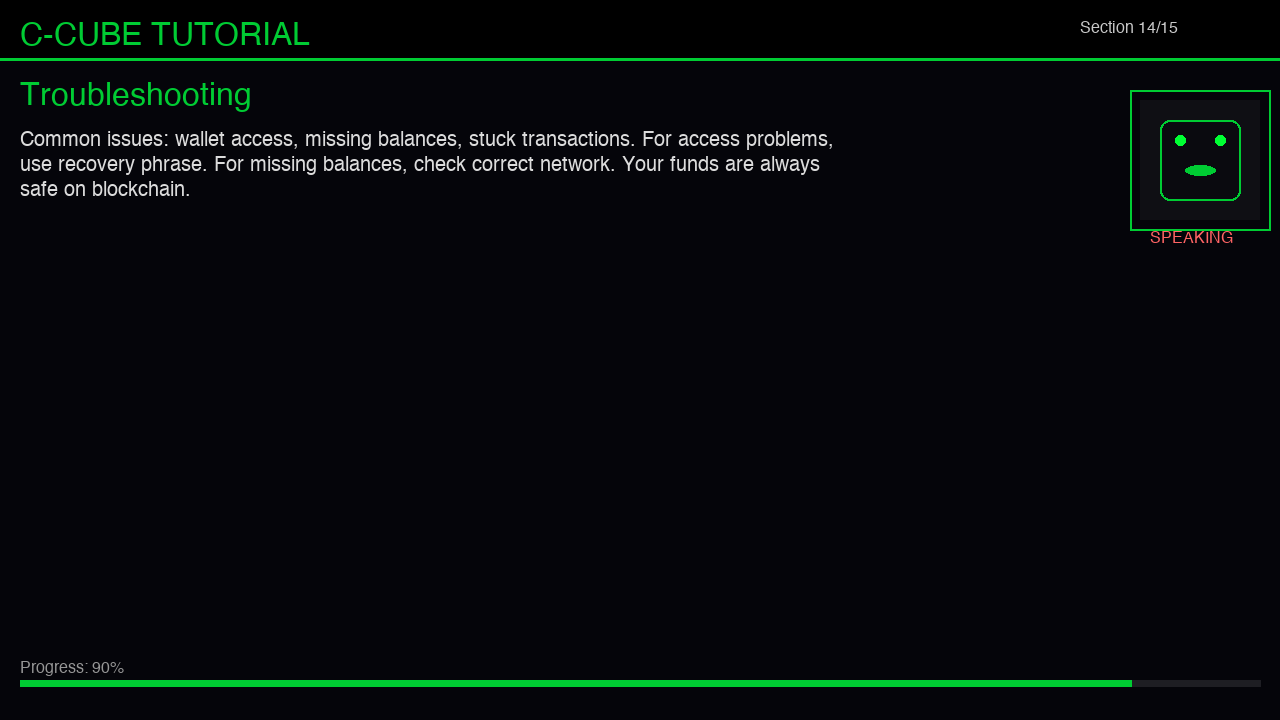 C-CUBE TUTORIAL
Section 14/15
Troubleshooting
Common issues: wallet access, missing balances, stuck transactions. For access problems,
use recovery phrase. For missing balances, check correct network. Your funds are always
safe on blockchain.
SPEAKING
Progress: 90%